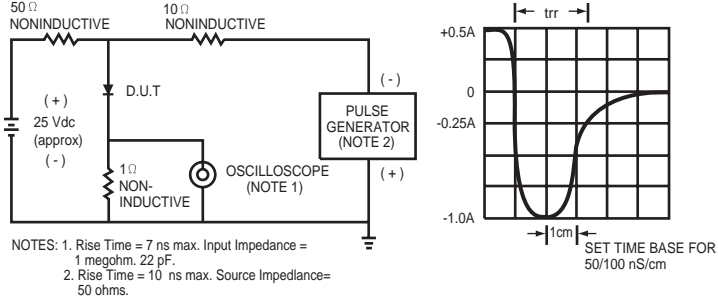 50 Ω
NONINDUCTIVE
10 Ω
NONINDUCTIVE
trr
+0.5A
(-)
D.U.T
0
(+)
PULSE
GENERATOR
(NOTE 2)
25 Vdc
(approx)
-0.25A
(-)
1 Ω
NON-
INDUCTIVE
OSCILLOSCOPE
(NOTE 1)
(+)
-1.0A
1cm
SET TIME BASE FOR
50/100 nS/cm
NOTES: 1. Rise Time = 7 ns max. Input Impedance =
1 megohm. 22 pF.
2. Rise Time = 10 ns max. Source Impedlance=
50 ohms.